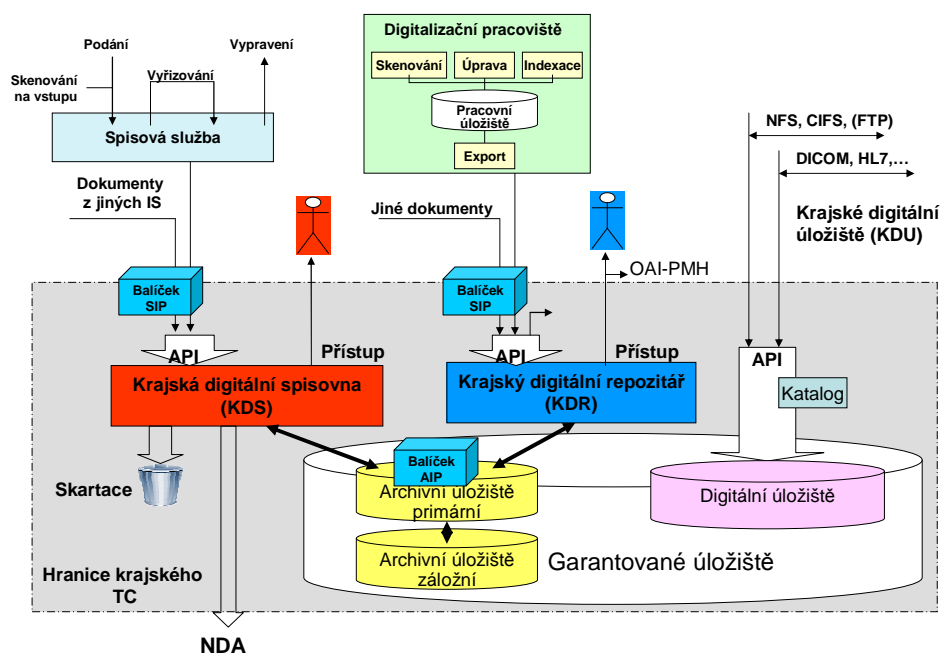 Podání
Vypravení
Skenování
na vstupu
Vyřizování
Spisová služba
Digitalizační pracoviště
Skenování
Úprava
Indexace
Pracovní
úložiště
Export
NFS, CIFS, (FTP)
DICOM, HL7,...
Krajské digitální
úložiště (KDU)
Dokumenty
z jiných IS
Jiné dokumenty
OAI-PMH
Balíček
SIP
Balíček
SIP
API
Přístup
API
Přístup
API
Krajská digitální spisovna
(KDS)
Krajský digitální repozitář
(KDR)
Katalog
Balíček
AIP
Skartace
Archivní úložiště
primární
Digitální úložiště
Archivní úložiště
záložní
Garantované úložiště
Hranice krajského
TC
NDA